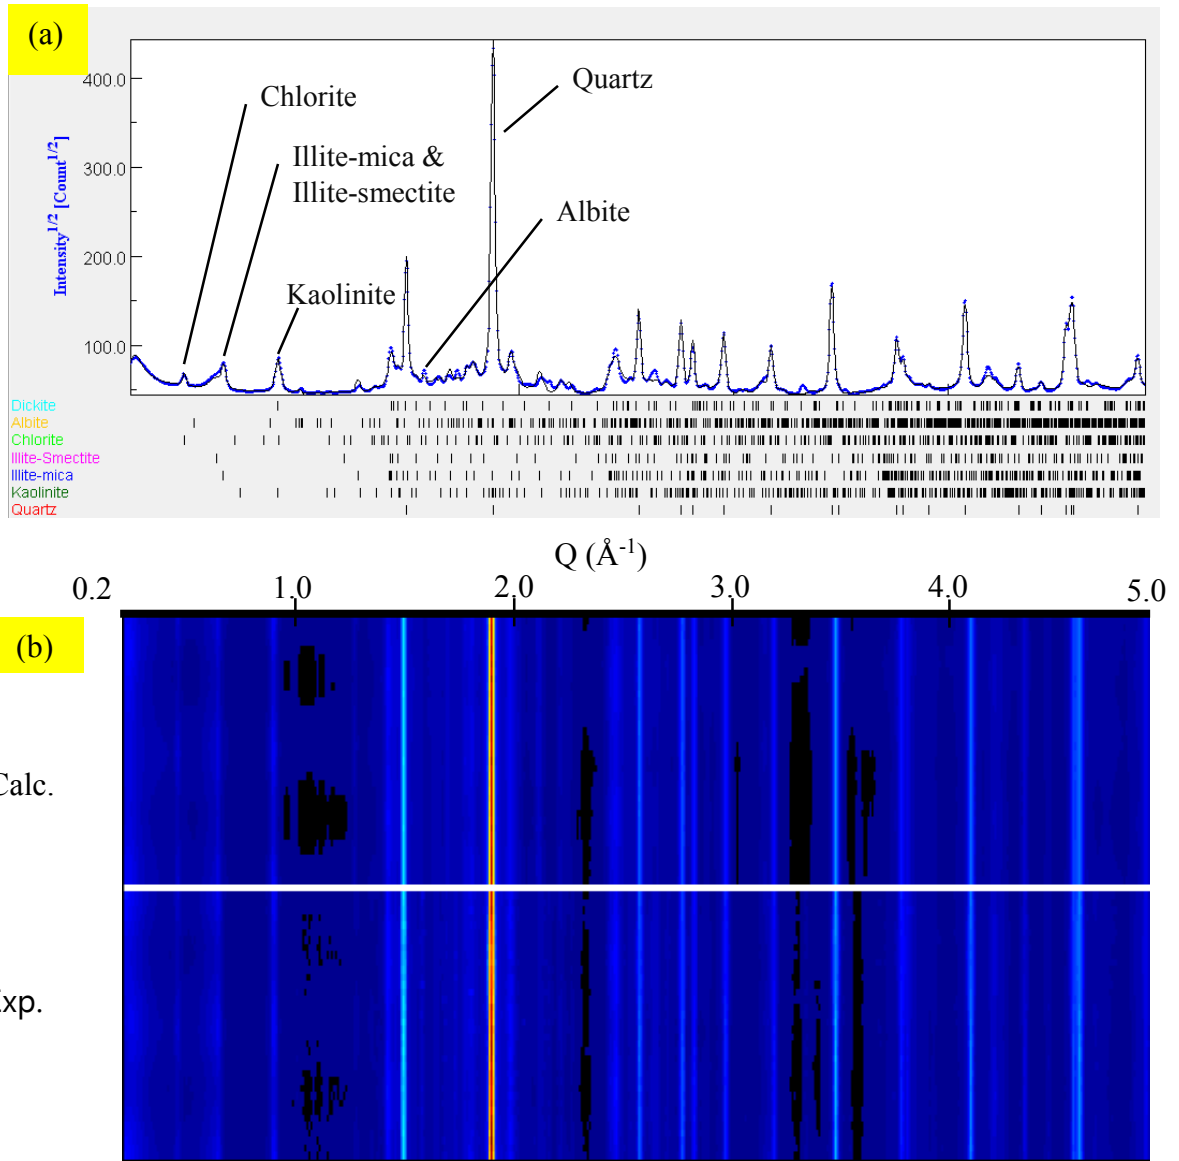 (a)
400.0
300.0
200.0
100.0
Intensity1/2 [Count1/2]
Chlorite
Quartz
Illite-mica &
Illite-smectite
Albite
Kaolinite
Dickite
Albite
Chlorite
Illite-Smectite
Illite-mica
Kaolinite
Quartz
Q (Å-1)
0.2 1.0 2.0 3.0 4.0 5.0
(b)
Calc.
Exp.